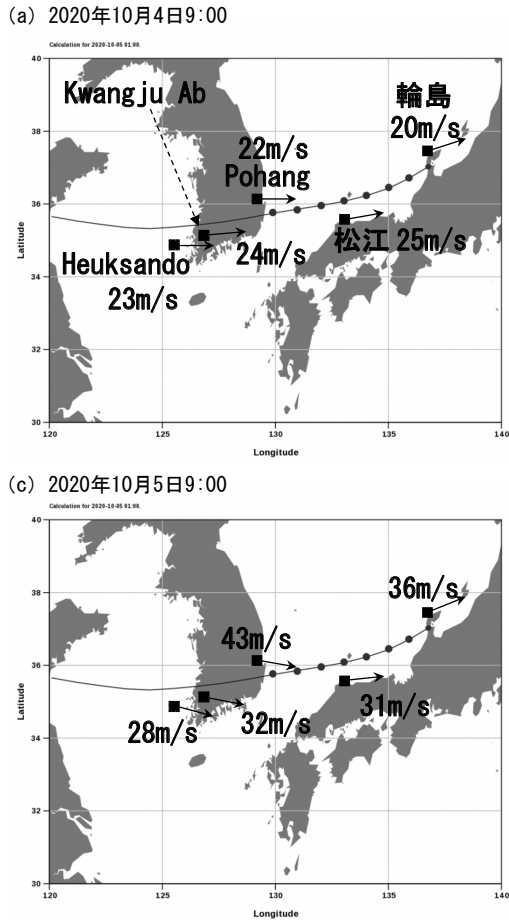 (a) 2020年10月4日9:00
Calculation for 2020-10-05 01:00.
40
Kwangju Ab
輪島
20m/s
38
22m/s
Pohang
36
松江 25m/s
24m/s
Heuksando
23m/s
34
32
30
120
125
130
135
140
Latitude
Longitude
(c) 2020年10月5日9:00
Calculation for 2020-10-05 01:00.
40
38
36m/s
43m/s
36
31m/s
32m/s
28m/s
34
32
30
120
125
130
135
140
Latitude
Longitude